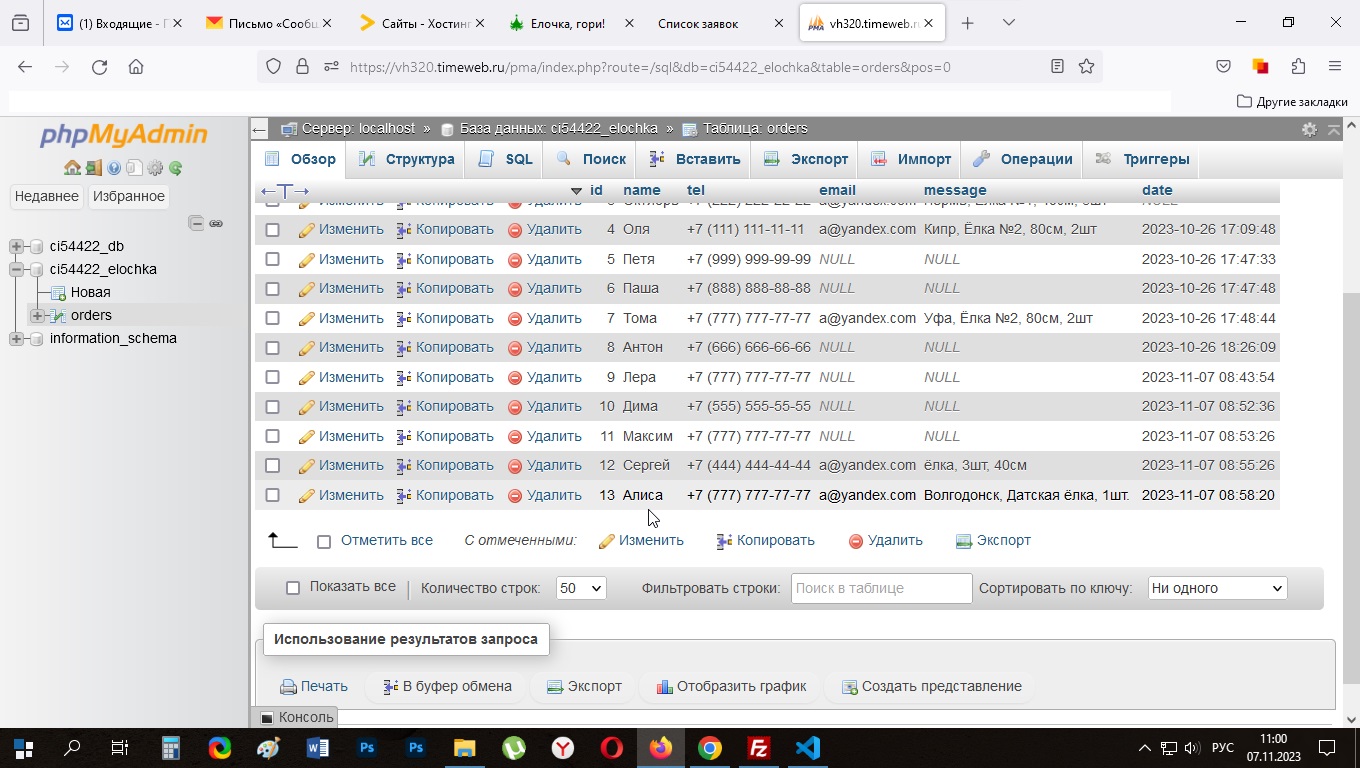 (1) Входящие - П
Письмо «Сообщ
Сайты - Хостинг
Елочка, гори!
Список заявок
vh320.timeweb.ru
https://vh320.timeweb.ru/pma/index.php?route=/sql&db=ci54422_elochka&table=orders&pos=0
Другие закладки
phpMyAdmin
Недавнее Избранное
ci54422_db
ci54422_elochka
Новая
orders
information_schema
Сервер: localhost » База данных: ci54422_elochka » Таблица: orders
Обзор Структура SQL Поиск Вставить Экспорт Импорт Операции Триггеры
id name tel email message date
Изменить Копировать Удалить 4 Оля +7 (111) 111-11-11 a@yandex.com Кипр, Ёлка №2, 80см, 2шт 2023-10-26 17:09:48
Изменить Копировать Удалить 5 Петя +7 (999) 999-99-99 NULL NULL 2023-10-26 17:47:33
Изменить Копировать Удалить 6 Паша +7 (888) 888-88-88 NULL NULL 2023-10-26 17:47:48
Изменить Копировать Удалить 7 Тома +7 (777) 777-77-77 a@yandex.com Уфа, Ёлка №2, 80см, 2шт 2023-10-26 17:48:44
Изменить Копировать Удалить 8 Антон +7 (666) 666-66-66 NULL NULL 2023-10-26 18:26:09
Изменить Копировать Удалить 9 Лера +7 (777) 777-77-77 NULL NULL 2023-11-07 08:43:54
Изменить Копировать Удалить 10 Дима +7 (555) 555-55-55 NULL NULL 2023-11-07 08:52:36
Изменить Копировать Удалить 11 Максим +7 (777) 777-77-77 NULL NULL 2023-11-07 08:53:26
Изменить Копировать Удалить 12 Сергей +7 (444) 444-44-44 a@yandex.com ёлка, 3шт, 40см 2023-11-07 08:55:26
Изменить Копировать Удалить 13 Алиса +7 (777) 777-77-77 a@yandex.com Волгодонск, Датская ёлка, 1шт. 2023-11-07 08:58:20
Отметить все С отмеченными: Изменить Копировать Удалить Экспорт
Показать все Количество строк: 50 Фильтровать строки: Поиск в таблице Сортировать по ключу: Ни одного
Использование результатов запроса
Печать В буфер обмена Экспорт Отобразить график Создать представление
Консоль
РУС
11:00
07.11.2023